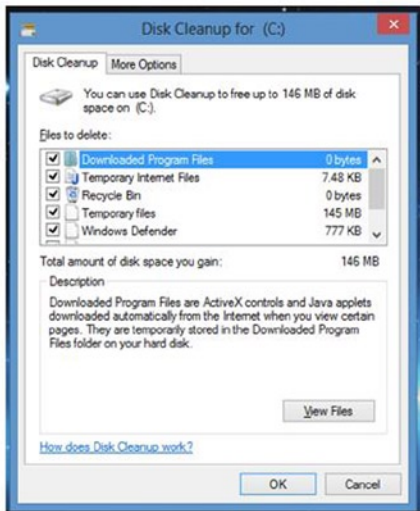 Disk Cleanup for (C:)
Disk Cleanup
More Options
You can use Disk Cleanup to free up to 146 MB of disk
space on (C:).
Files to delete:
Downloaded Program Files 0 bytes
Temporary Internet Files 7.48 KB
Recycle Bin 0 bytes
Temporary files 145 MB
Windows Defender 777 KB
Total amount of disk space you gain: 146 MB
Description
Downloaded Program Files are ActiveX controls and Java applets
downloaded automatically from the Internet when you view certain
pages. They are temporarily stored in the Downloaded Program
Files folder on your hard disk.
View Files
How does Disk Cleanup work?
OK
Cancel